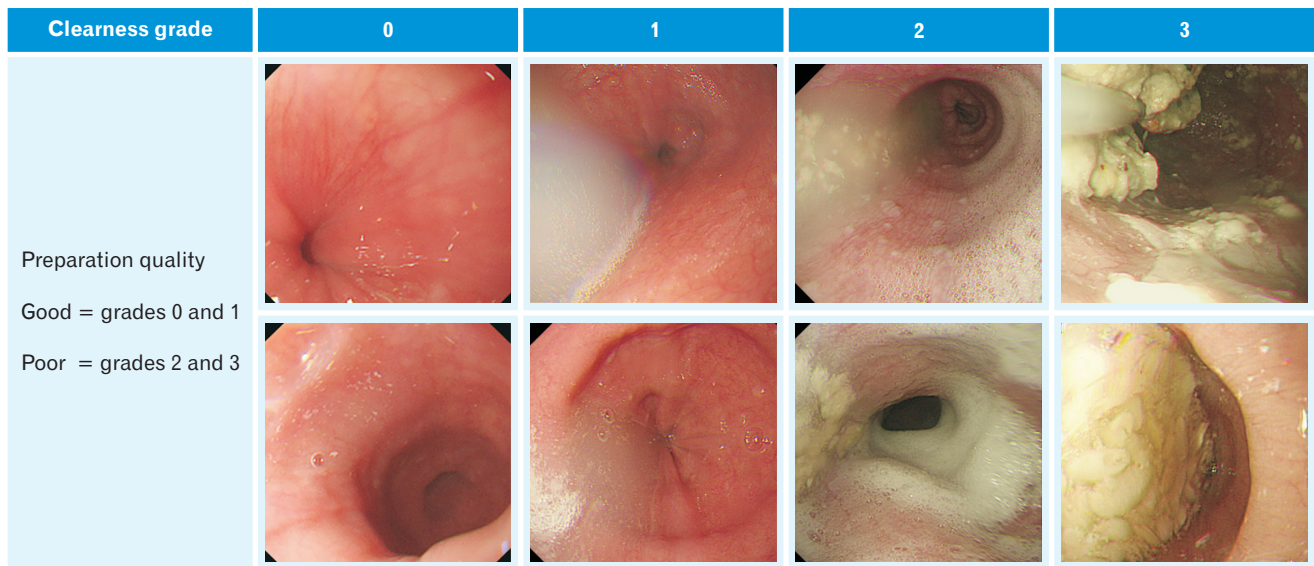 Clearness grade
0
1
2
3
Preparation quality
Good = grades 0 and 1
Poor = grades 2 and 3